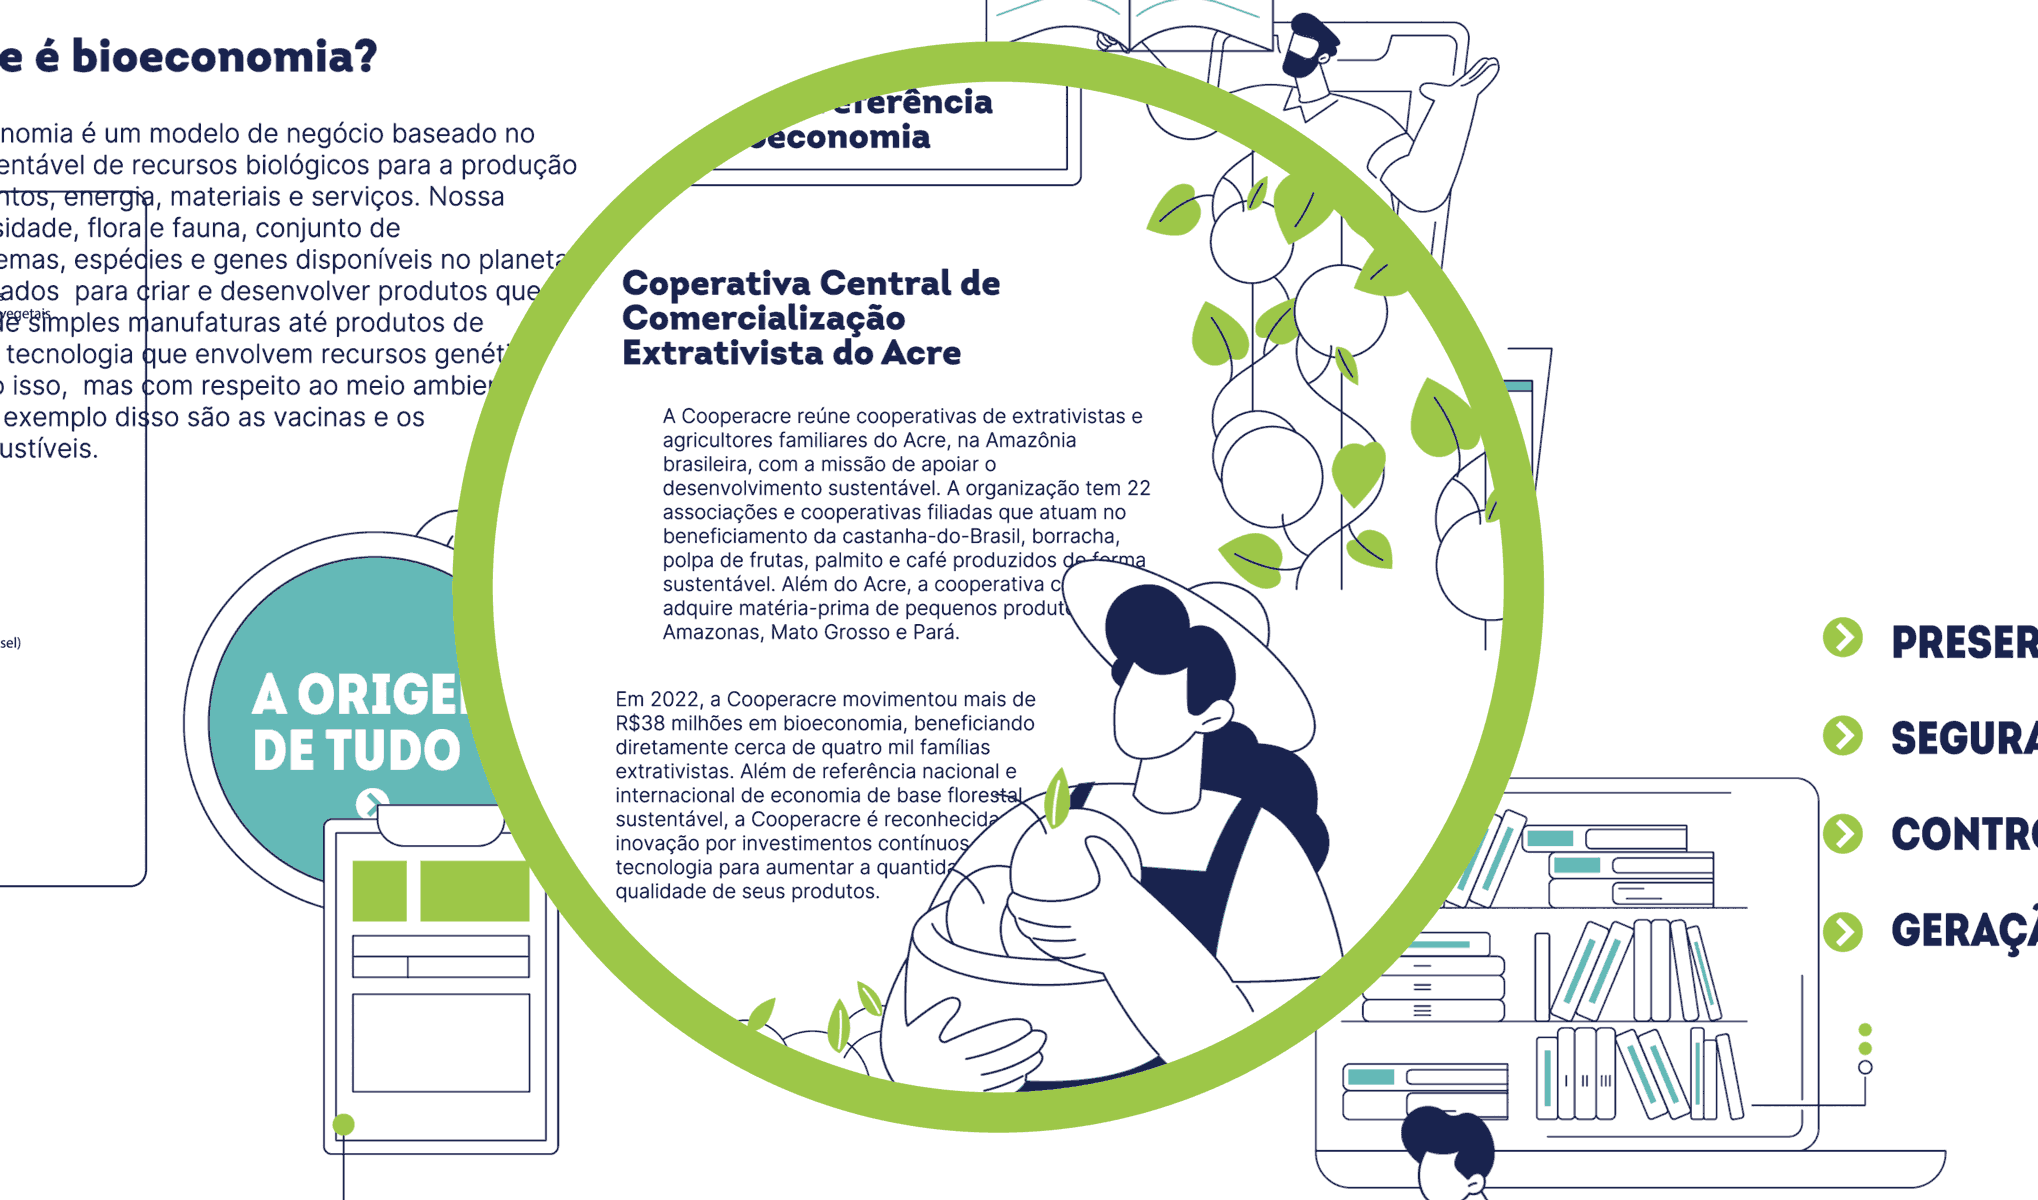 e é bioeconomia?
nomia é um modelo de negócio baseado no
entável de recursos biológicos para a produção
ntos, energia, materiais e serviços. Nossa
sidade, flora e fauna, conjunto de
emas, espécies e genes disponíveis no planeta
ados para criar e desenvolver produtos que
vegetais
de simples manufaturas até produtos de
tecnologia que envolvem recursos genéti
o isso, mas com respeito ao meio ambien
exemplo disso são as vacinas e os
ustíveis.
sel)
A ORIGE
DE TUDO
eferência
oeconomia
Coperativa Central de
Comercialização
Extrativista do Acre
A Cooperacre reúne cooperativas de extrativistas e
agricultores familiares do Acre, na Amazônia
brasileira, com a missão de apoiar o
desenvolvimento sustentável. A organização tem 22
associações e cooperativas filiadas que atuam no
beneficiamento da castanha-do-Brasil, borracha,
polpa de frutas, palmito e café produzidos de forma
sustentável. Além do Acre, a cooperativa c
adquire matéria-prima de pequenos produt
Amazonas, Mato Grosso e Pará.
Em 2022, a Cooperacre movimentou mais de
R$38 milhões em bioeconomia, beneficiando
diretamente cerca de quatro mil famílias
extrativistas. Além de referência nacional e
internacional de economia de base florestal
sustentável, a Cooperacre é reconhecida
inovação por investimentos contínuos
tecnologia para aumentar a quantida
qualidade de seus produtos.
PRESER
SEGURA
CONTRO
GERAÇÃ